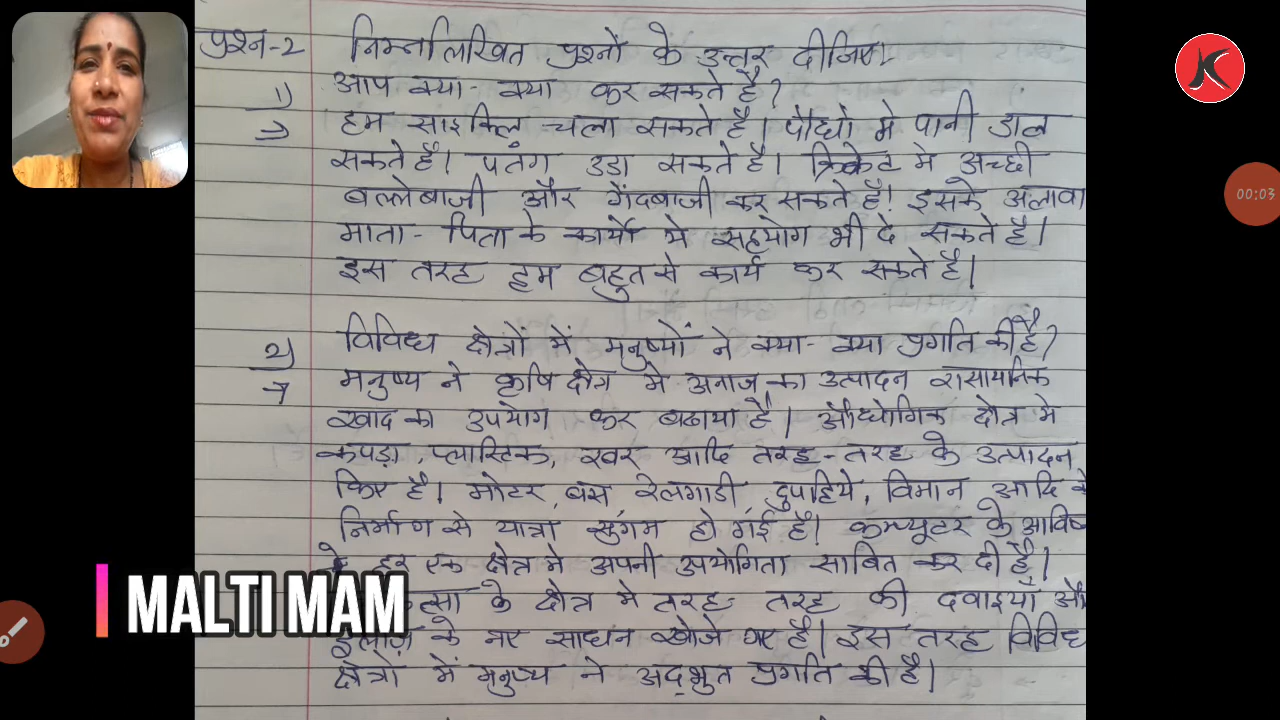 प्रश्न-2 निम्नलिखित प्रश्नों के उत्तर दीजिए।
1) आप क्या-क्या कर सकते है?
→ हम साइकिल चला सकते है। पौधो मे पानी डाल
सकते है। पतंग उडा सकते है। क्रिकेट मे अच्छी
बल्लेबाजी और गेंदबाजी कर सकते है। इसके अलावा
माता-पिता के कार्यो मे सहयोग भी दे सकते है।
इस तरह हम बहुत से कार्य कर सकते है।
2) विविध क्षेत्रों में मनुष्यों ने क्या-क्या प्रगति की है?
→ मनुष्य ने कृषि क्षेत्र मे अनाज का उत्पादन रासायनिक
खाद का उपयोग कर बढाया है। औध्योगिक क्षेत्र मे
कपड़ा, प्लास्टिक, रबर आदि तरह-तरह के उत्पादन
किए है। मोटर, बस, रेलगाडी, दुपहिये, विमान आदि के
निर्माण से यात्रा सुगम हो गई है। कम्प्यूटर के आविष
हर एक क्षेत्र मे अपनी उपयोगिता साबित कर दी है।
त्सा के क्षेत्र मे तरह-तरह की दवाइयाँ औ
इलाज़ के नए साधन खोजे गए है। इस तरह विविध
क्षेत्रो में मनुष्य ने अद्भुत प्रगति की है।
MALTI MAM
K
00:03